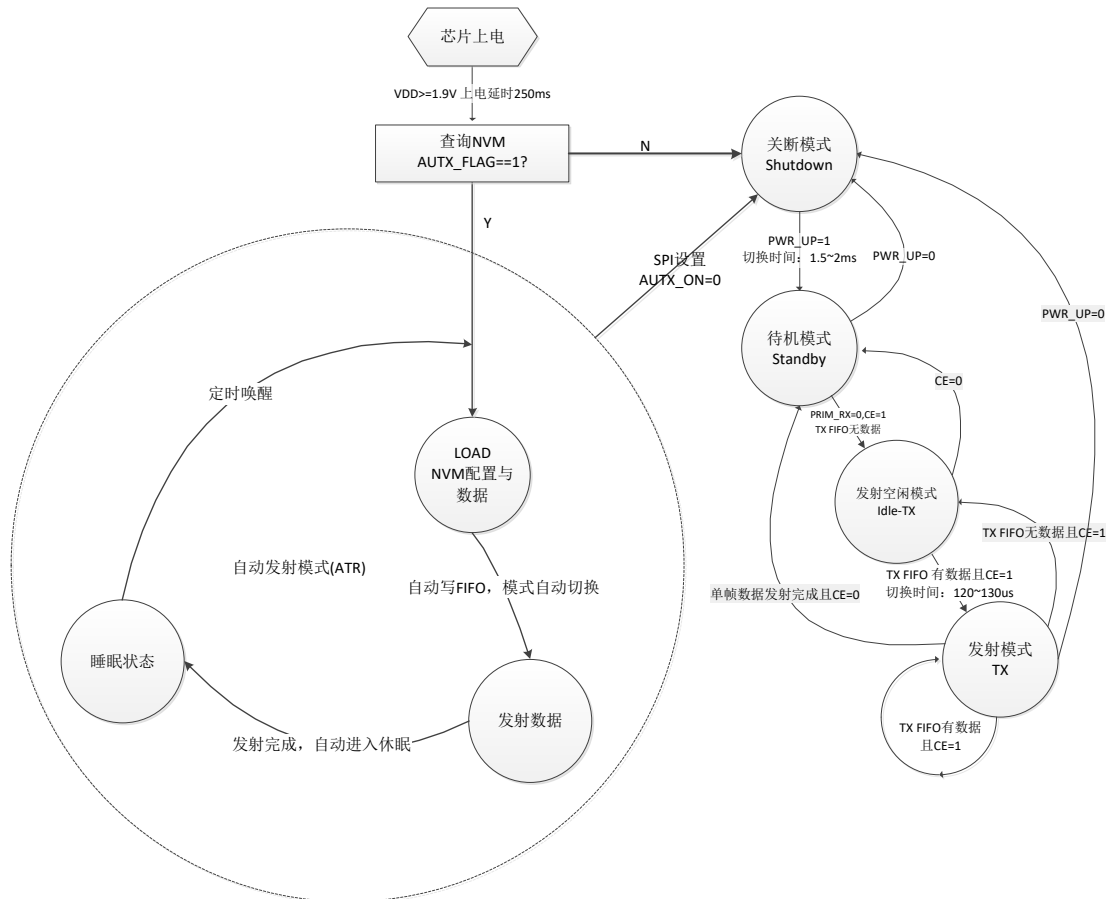 芯片上电
VDD>=1.9V 上电延时250ms
查询NVM
AUTX_FLAG==1?
N
Y
关断模式
Shutdown
SPI设置
AUTX_ON=0
PWR_UP=1
切换时间：1.5~2ms
PWR_UP=0
PWR_UP=0
待机模式
Standby
CE=0
PRIM_RX=0,CE=1
TX FIFO无数据
发射空闲模式
Idle-TX
TX FIFO无数据且CE=1
TX FIFO 有数据且CE=1
切换时间：120~130us
单帧数据发射完成且CE=0
发射模式
TX
TX FIFO有数据
且CE=1
定时唤醒
LOAD
NVM配置与
数据
自动发射模式(ATR)
自动写FIFO，模式自动切换
睡眠状态
发射数据
发射完成，自动进入休眠